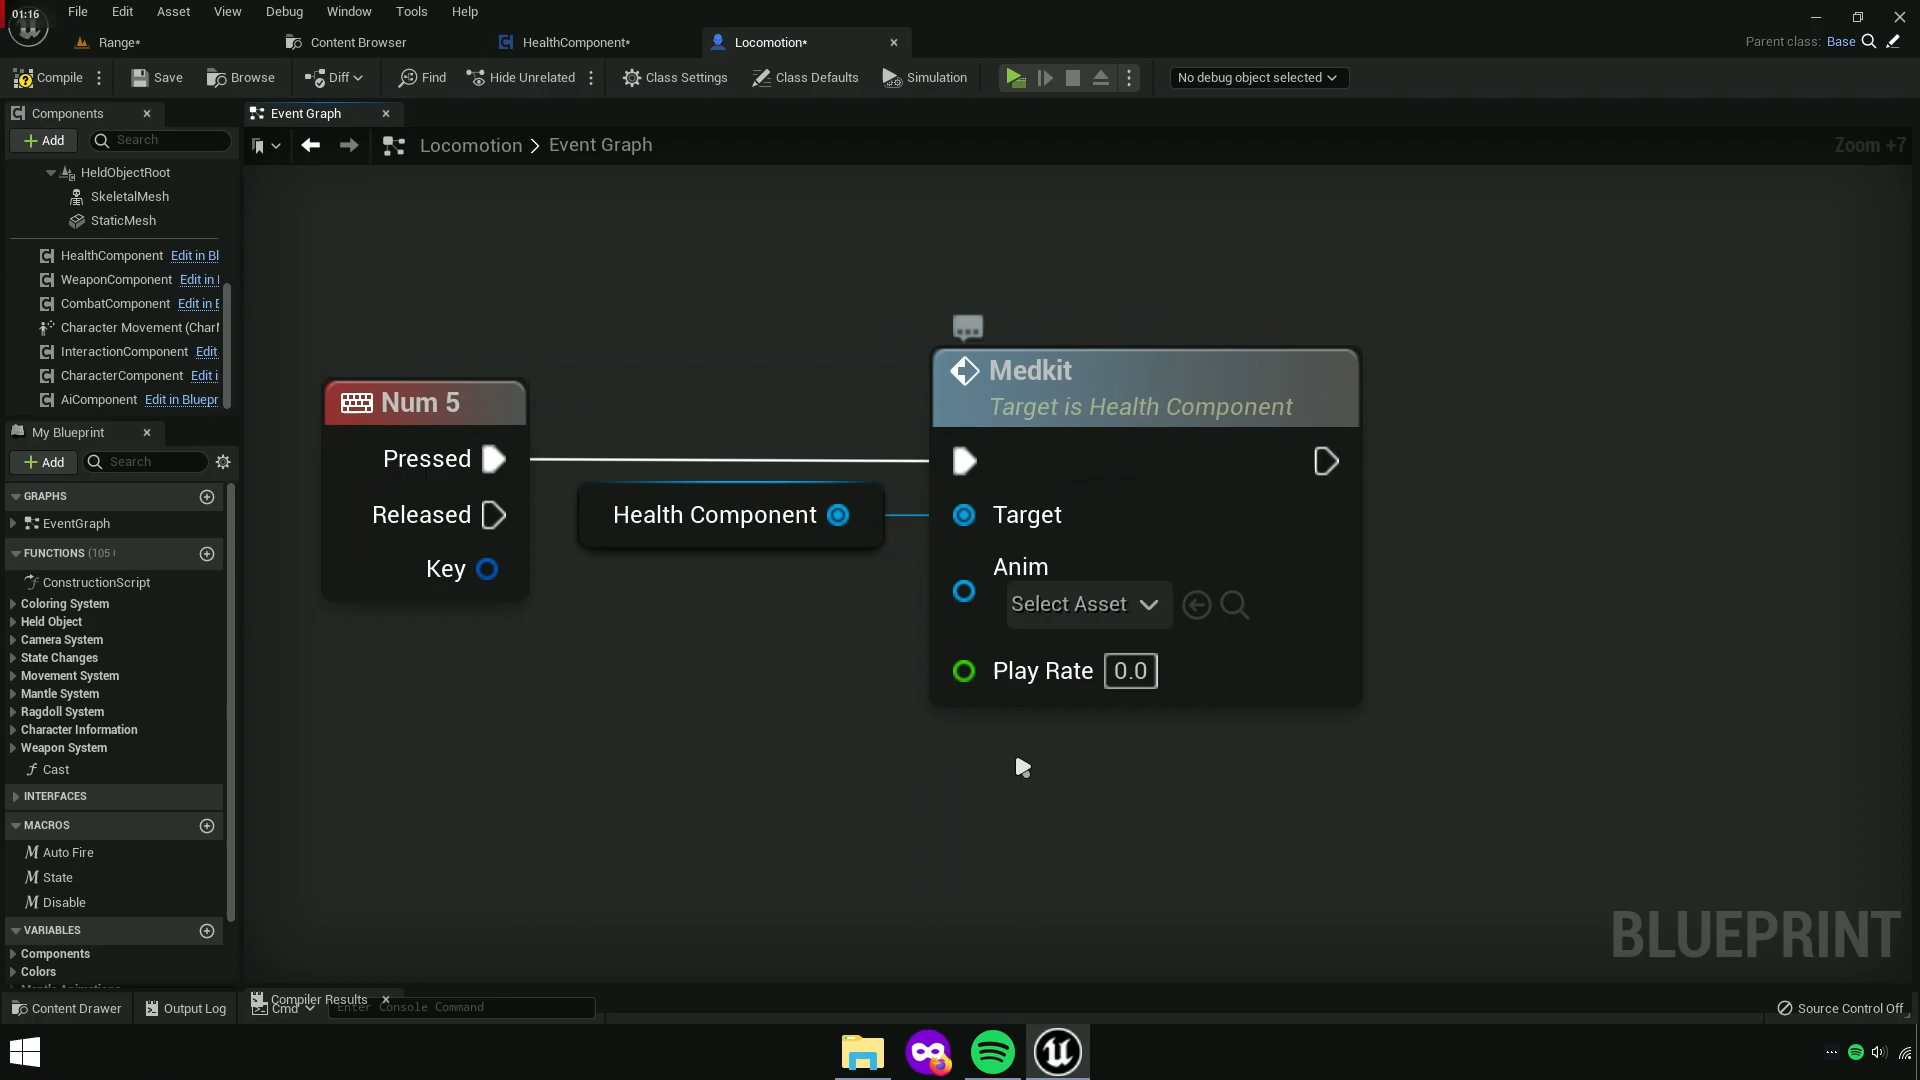 01:16
File Edit Asset View Debug Window Tools Help
Range* Content Browser HealthComponent* Locomotion*
Parent class: Base
Compile Save Browse Diff Find Hide Unrelated Class Settings Class Defaults Simulation No debug object selected
Components
Event Graph
Add Search
Locomotion > Event Graph
Zoom +7
HeldObjectRoot
SkeletalMesh
StaticMesh
HealthComponent Edit in Bl
WeaponComponent Edit in
CombatComponent Edit in E
Character Movement (Char
InteractionComponent Edit
CharacterComponent Edit i
AiComponent Edit in Bluepr
My Blueprint
Add Search
GRAPHS
EventGraph
FUNCTIONS (105
ConstructionScript
Coloring System
Held Object
Camera System
State Changes
Movement System
Mantle System
Ragdoll System
Character Information
Weapon System
Cast
INTERFACES
MACROS
Auto Fire
State
Disable
VARIABLES
Components
Colors
Num 5
Pressed
Released
Key
Health Component
Medkit
Target is Health Component
Target
Anim
Select Asset
Play Rate 0.0
BLUEPRINT
Compiler Results
Content Drawer Output Log Cmd Enter Console Command
Source Control Off